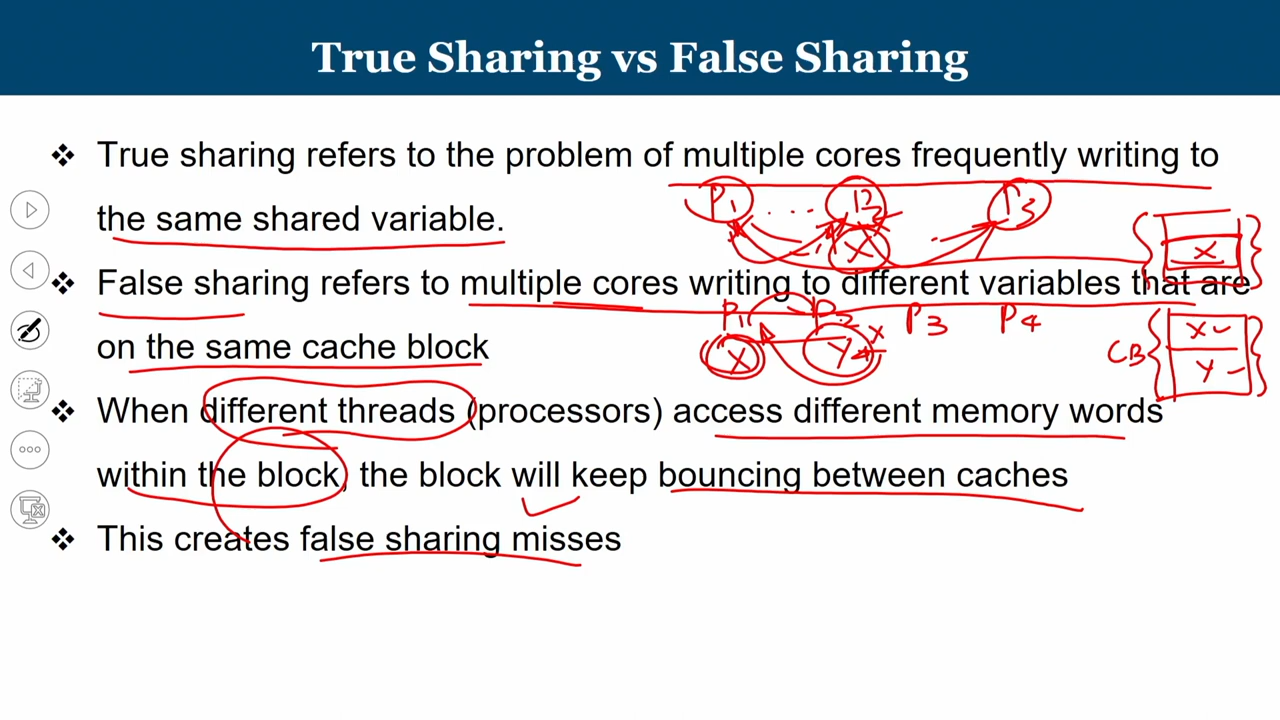 True Sharing vs False Sharing
❖ True sharing refers to the problem of multiple cores frequently writing to
the same shared variable.
P1 ... P2 P3
X
X
❖ False sharing refers to multiple cores writing to different variables that are
P1 P2 P3 P4
on the same cache block
X Y X
CB X
Y
❖ When different threads (processors) access different memory words
within the block, the block will keep bouncing between caches
❖ This creates false sharing misses